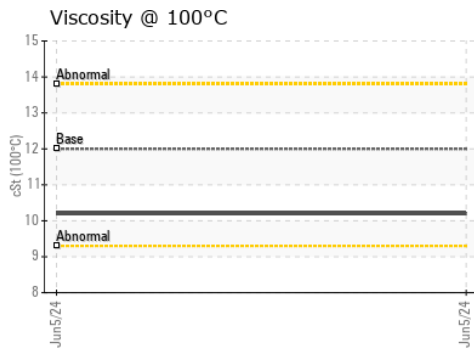 Viscosity @ 100°C
15
14
13
12
11
10
9
8
cSt (100°C)
Abnormal
Base
Abnormal
Jun5/24
Jun5/24